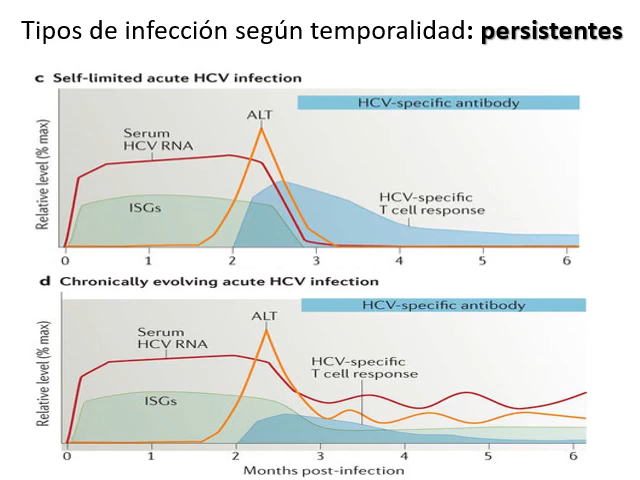 Tipos de infección según temporalidad: persistentes
c Self-limited acute HCV infection
HCV-specific antibody
ALT
Serum
HCV RNA
HCV-specific
T cell response
ISGs
Relative level (% max)
0 1 2 3 4 5 6
d Chronically evolving acute HCV infection
HCV-specific antibody
ALT
Serum
HCV RNA
HCV-specific
T cell response
ISGs
Relative level (% max)
0 1 2 3 4 5 6
Months post-infection